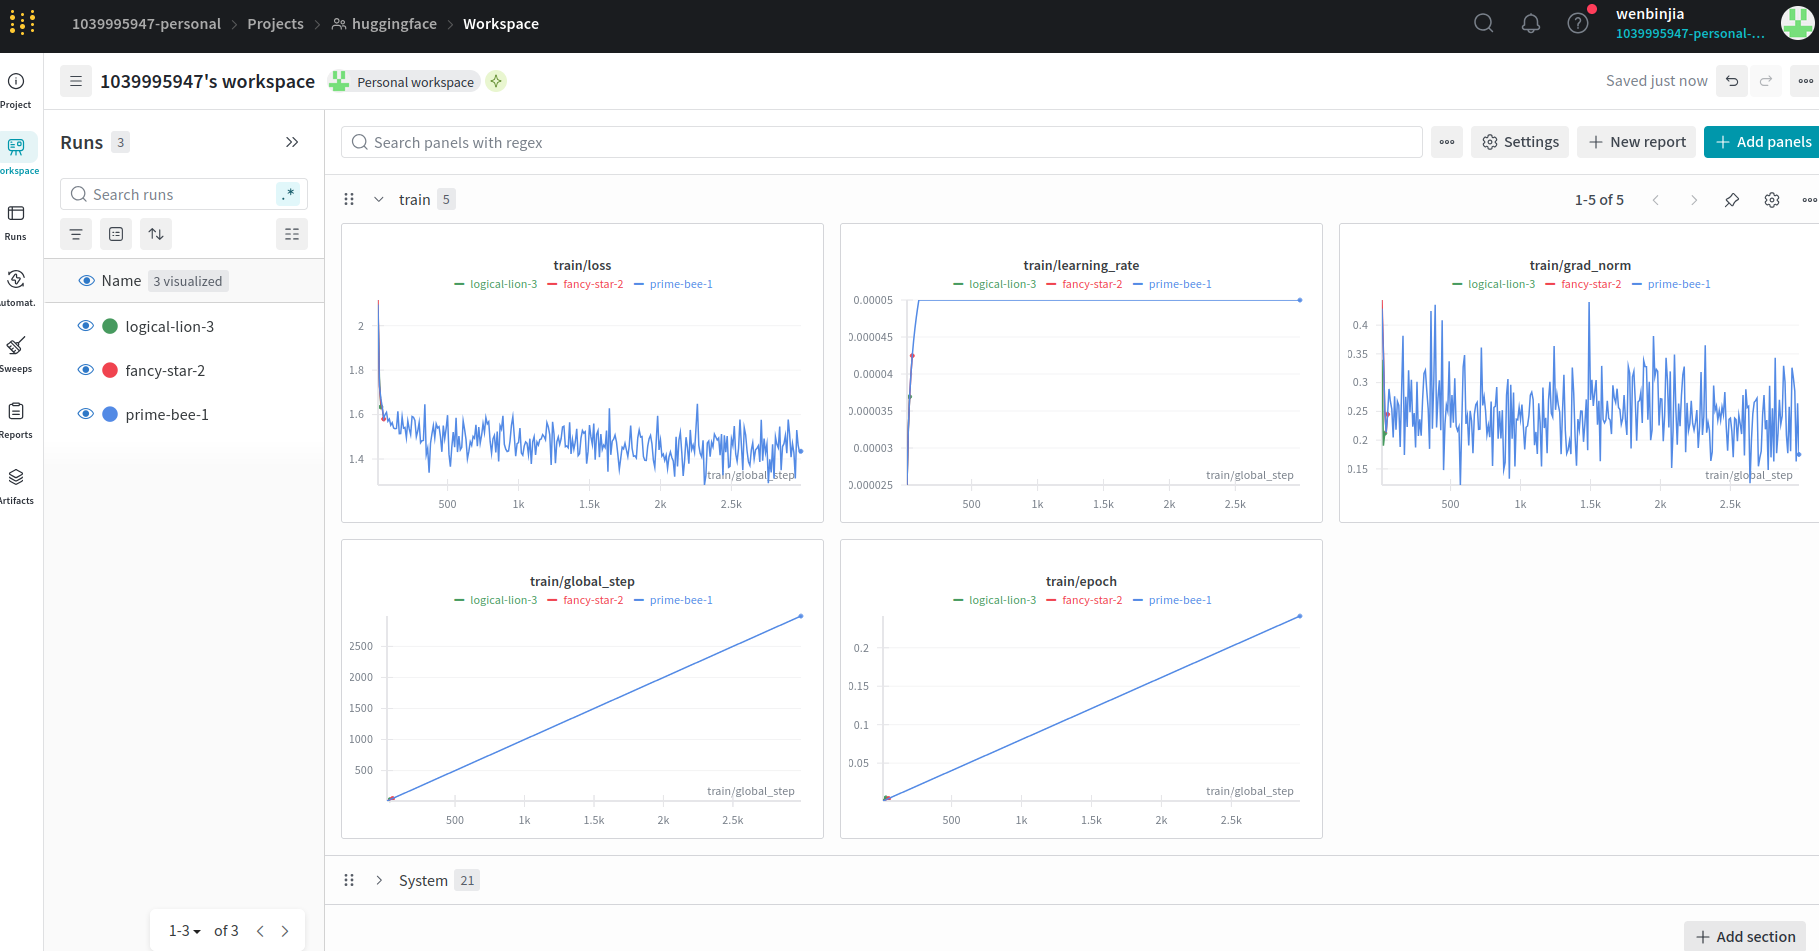 1039995947-personal > Projects > huggingface > Workspace
wenbinjia
1039995947-personal-...
1039995947's workspace Personal workspace Saved just now
Project
orkspace
Runs
utomat.
Sweeps
Reports
Artifacts
Runs 3
Search runs .*
Name 3 visualized
logical-lion-3
fancy-star-2
prime-bee-1
1-3 of 3
Search panels with regex Settings + New report + Add panels
train 5 1-5 of 5
train/loss
logical-lion-3 fancy-star-2 prime-bee-1
2
1.8
1.6
1.4
train/global_step
500 1k 1.5k 2k 2.5k
train/learning_rate
logical-lion-3 fancy-star-2 prime-bee-1
0.00005
0.000045
0.00004
0.000035
0.00003
0.000025
train/global_step
500 1k 1.5k 2k 2.5k
train/grad_norm
logical-lion-3 fancy-star-2 prime-bee-1
0.4
0.35
0.3
0.25
0.2
0.15
train/global_step
500 1k 1.5k 2k 2.5k
train/global_step
logical-lion-3 fancy-star-2 prime-bee-1
2500
2000
1500
1000
500
train/global_step
500 1k 1.5k 2k 2.5k
train/epoch
logical-lion-3 fancy-star-2 prime-bee-1
0.2
0.15
0.1
0.05
train/global_step
500 1k 1.5k 2k 2.5k
System 21
+ Add section